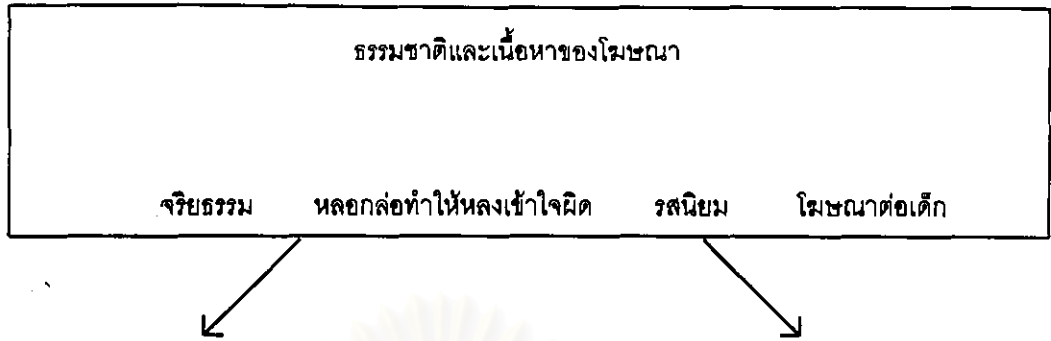 ธรรมชาติและเนื้อหาของโฆษณา
จริยธรรม หลอกล่อทำให้หลงเข้าใจผิด รสนิยม โฆษณาต่อเด็ก